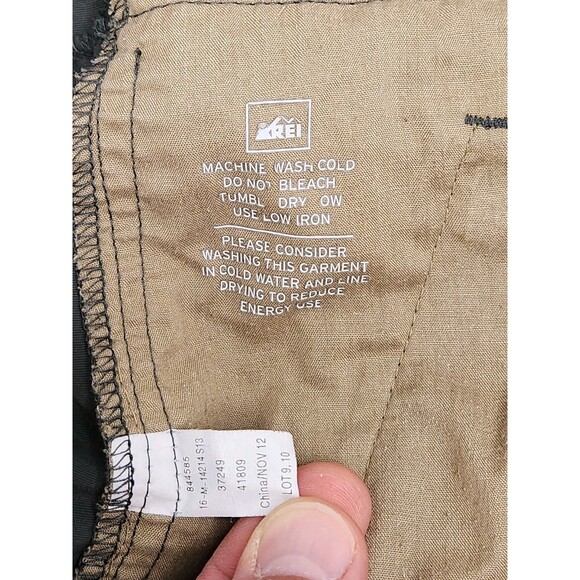 REI
MACHINE WASH COLD
DO NOT BLEACH
TUMBL DRY OW
USE LOW IRON
PLEASE CONSIDER
WASHING THIS GARMENT
IN COLD WATER AND LINE
DRYING TO REDUCE
ENERGY USE
844585
16-M-14214 S13
37249
41809
China/NOV 12
LOT 9, 10